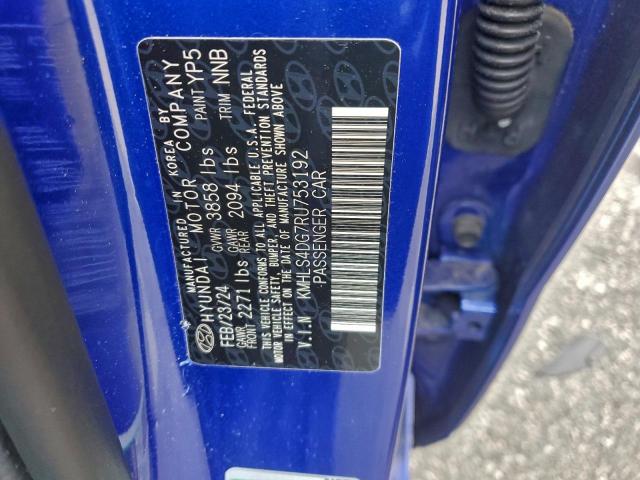 MANUFACTURED IN KOREA BY
HYUNDAI MOTOR COMPANY
FEB/23/24 GVWR 3858 lbs PAINT YP5
GAWR FRONT 2271 lbs GAWR REAR 2094 lbs TRIM NNB
THIS VEHICLE CONFORMS TO ALL APPLICABLE U.S.A. FEDERAL
MOTOR VEHICLE SAFETY, BUMPER, AND THEFT PREVENTION STANDARDS
IN EFFECT ON THE DATE OF MANUFACTURE SHOWN ABOVE
V.I.N KMHLS4DG7RU753192
PASSENGER CAR